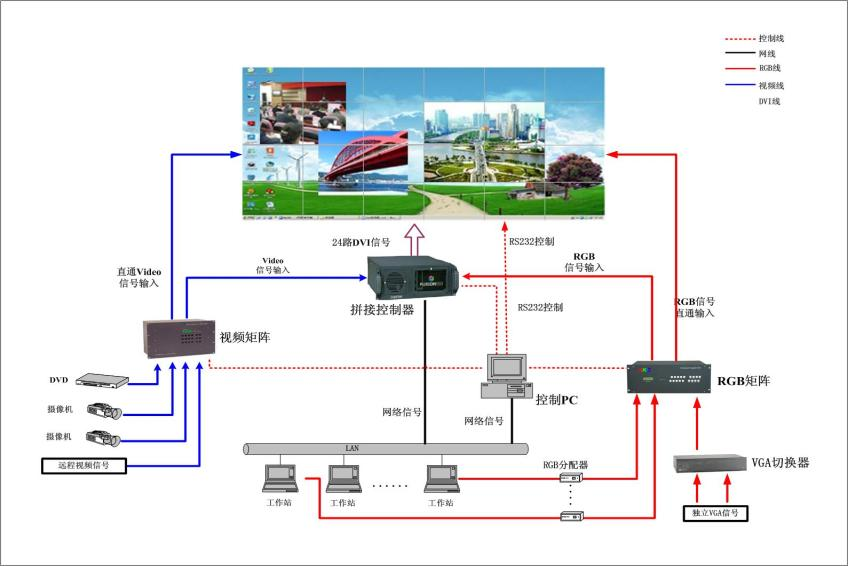 控制线
网线
RGB线
视频线
DVI线
24路DVI信号
RS232控制
直通Video
信号输入
Video
信号输入
RGB
信号输入
RGB信号
直通输入
拼接控制器
RS232控制
视频矩阵
DVD
摄像机
摄像机
远程视频信号
控制PC
RGB矩阵
网络信号
网络信号
LAN
RGB分配器
VGA切换器
工作站
工作站
......
工作站
独立VGA信号